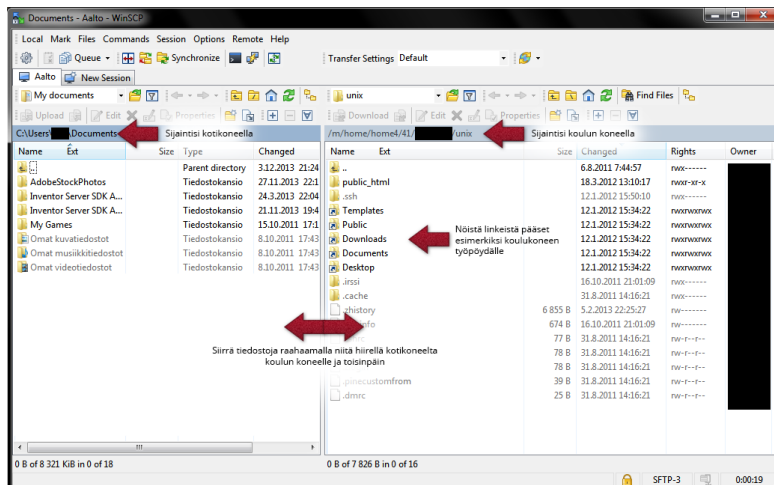 Documents - Aalto - WinSCP
Local Mark Files Commands Session Options Remote Help
Queue Synchronize Transfer Settings Default
Aalto New Session
My documents unix Find Files
Upload Edit Properties Download Edit Properties
C:\Users\ \Documents Sijaintisi kotikoneella /m/home/home4/41/ /unix Sijaintisi koulun koneella
Name Ext Size Type Changed Name Ext Size Changed Rights Owner
.. Parent directory 3.12.2013 21:24 .. 6.8.2011 7:44:57 rwx------
AdobeStockPhotos Tiedostokansio 27.11.2013 22:1 public_html 18.3.2012 13:10:17 rwxr-xr-x
Inventor Server SDK A... Tiedostokansio 24.3.2013 22:04 .ssh 12.1.2012 15:50:10 rwx------
Inventor Server SDK A... Tiedostokansio 21.11.2013 19:4 Templates 12.1.2012 15:34:22 rwxrwxrwx
My Games Tiedostokansio 15.10.2011 17:1 Public 12.1.2012 15:34:22 rwxrwxrwx
Omat kuvatiedostot Tiedostokansio 8.10.2011 17:43 Downloads 12.1.2012 15:34:22 rwxrwxrwx
Omat musiikkitiedostot Tiedostokansio 8.10.2011 17:43 Documents 12.1.2012 15:34:22 rwxrwxrwx
Omat videotiedostot Tiedostokansio 8.10.2011 17:43 Desktop 12.1.2012 15:34:22 rwxrwxrwx
Nöistä linkeistä pääset
esimerkiksi koulukoneen
työpöydälle
.irssi 16.10.2011 21:01:09 rwx------
.cache 31.8.2011 14:16:21 rwx------
.zhistory 6 855 B 5.2.2013 22:25:27 rw-------
674 B 16.10.2011 21:01:09 rw-------
77 B 31.8.2011 14:16:21 rw-r--r--
78 B 31.8.2011 14:16:21 rw-r--r--
78 B 31.8.2011 14:16:21 rw-r--r--
.pinecustomfrom 39 B 31.8.2011 14:16:21 rw-r--r--
.dmrc 25 B 31.8.2011 14:16:21 rw-r--r--
Siirrä tiedostoja raahaamalla niitä hiirellä kotikoneelta
koulun koneelle ja toisinpäin
0 B of 8 321 KiB in 0 of 18 0 B of 7 826 B in 0 of 16
SFTP-3 0:00:19